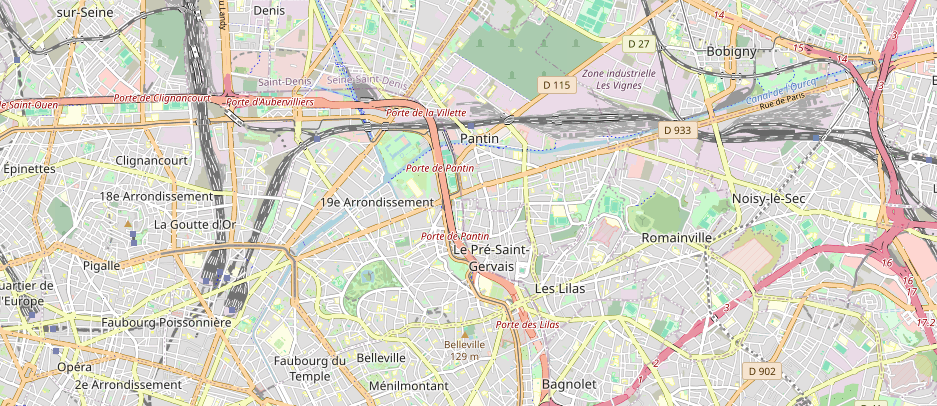 sur-Seine
Denis
14
3
D 27
Bobigny
15
14
Seine-Saint-Denis
Saint-Denis
Zone industrielle
Les Vignes
D 115
Canal de l'Ourcq
Rue de Paris
de Saint-Ouen
Porte de Clignancourt
Porte d'Aubervilliers
Porte de la Villette
3
D 933
Pantin
Clignancourt
Épinettes
Porte de Pantin
18e Arrondissement
19e Arrondissement
Noisy-le-Sec
La Goutte d'Or
Porte de Pantin
Romainville
Le Pré-Saint-
Gervais
Pigalle
16
16
17
Quartier de
l'Europe
Les Lilas
3
Faubourg Poissonnière
Porte des Lilas
17.2
Belleville
129 m
Faubourg du
Temple
Belleville
2
Opéra
D 902
2e Arrondissement
Ménilmontant
Bagnolet
1